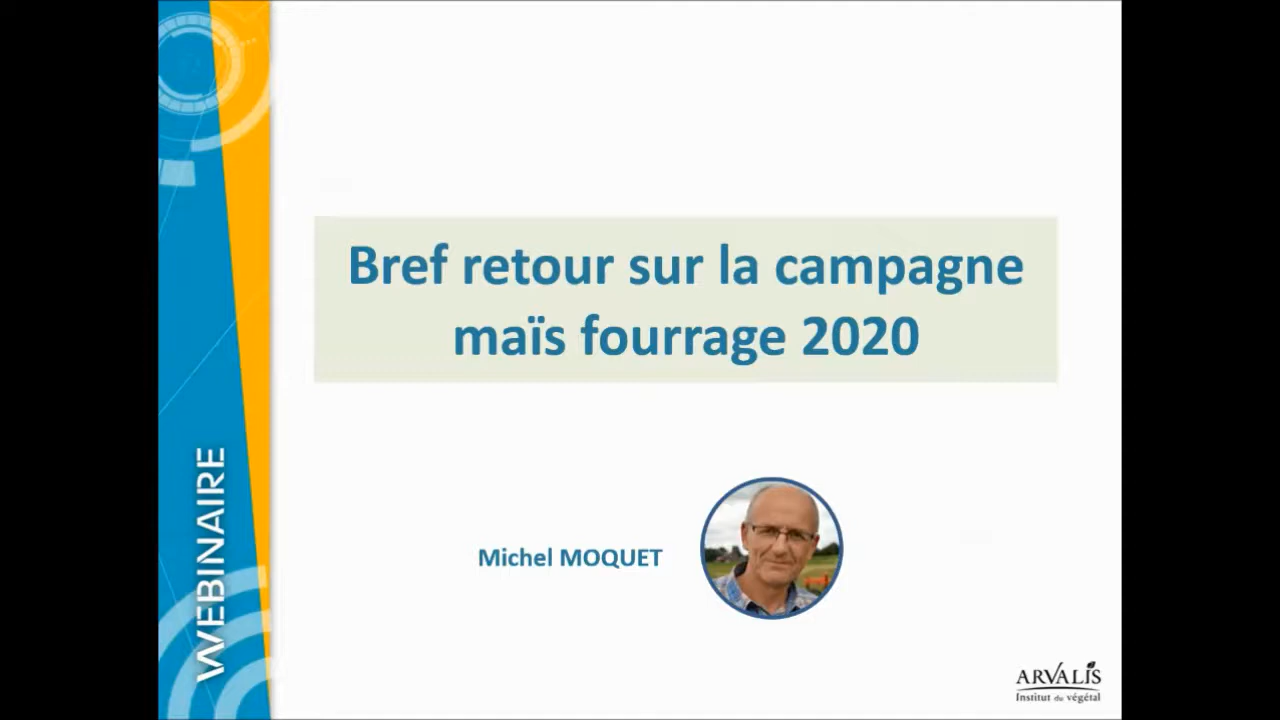 Bref retour sur la campagne
maïs fourrage 2020
Michel MOQUET
WEBINAIRE
ARVALIS
Institut du végétal